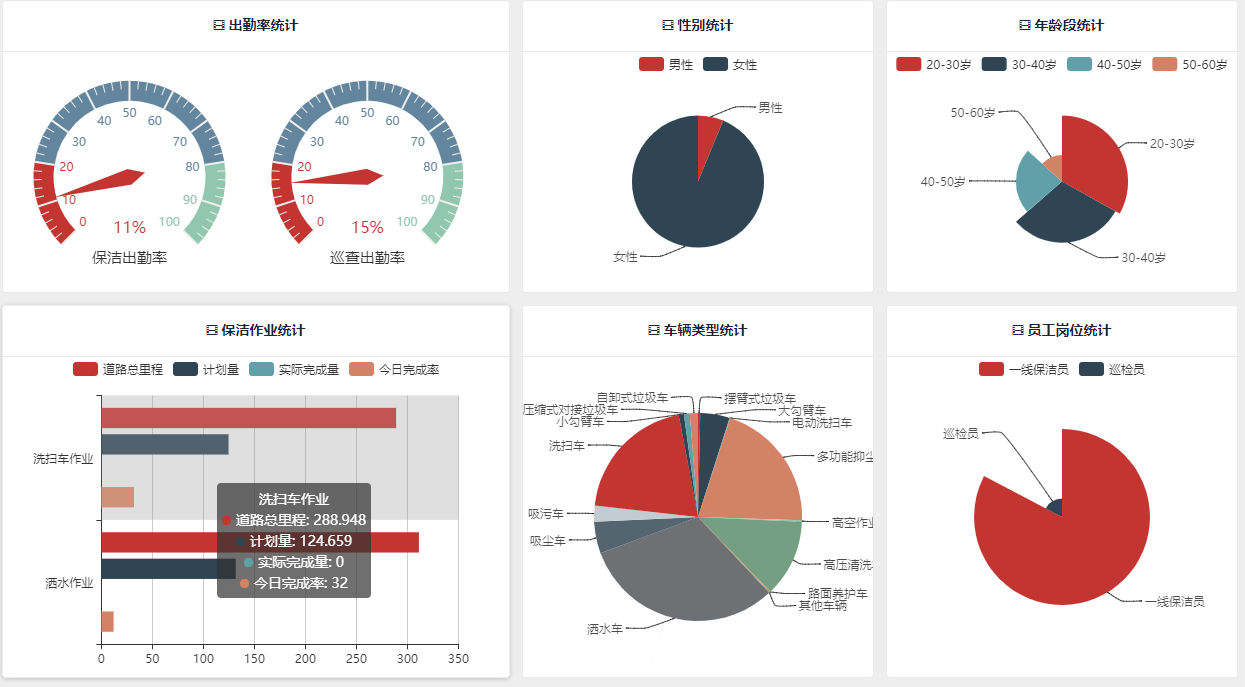 出勤率统计
0
10
20
30
40
50
60
70
80
90
100
11%
保洁出勤率
0
10
20
30
40
50
60
70
80
90
100
15%
巡查出勤率
性别统计
男性 女性
男性
女性
年龄段统计
20-30岁 30-40岁 40-50岁 50-60岁
50-60岁
20-30岁
40-50岁
30-40岁
保洁作业统计
道路总里程 计划量 实际完成量 今日完成率
洗扫车作业
洒水作业
洗扫车作业
道路总里程: 288.948
计划量: 124.659
实际完成量: 0
今日完成率: 32
0 50 100 150 200 250 300 350
车辆类型统计
自卸式垃圾车
摆臂式垃圾车
压缩式对接垃圾车
大勾臂车
小勾臂车
电动洗扫车
洗扫车
多功能抑尘
吸污车
高空作业
吸尘车
高压清洗
路面养护车
其他车辆
洒水车
员工岗位统计
一线保洁员 巡检员
巡检员
一线保洁员